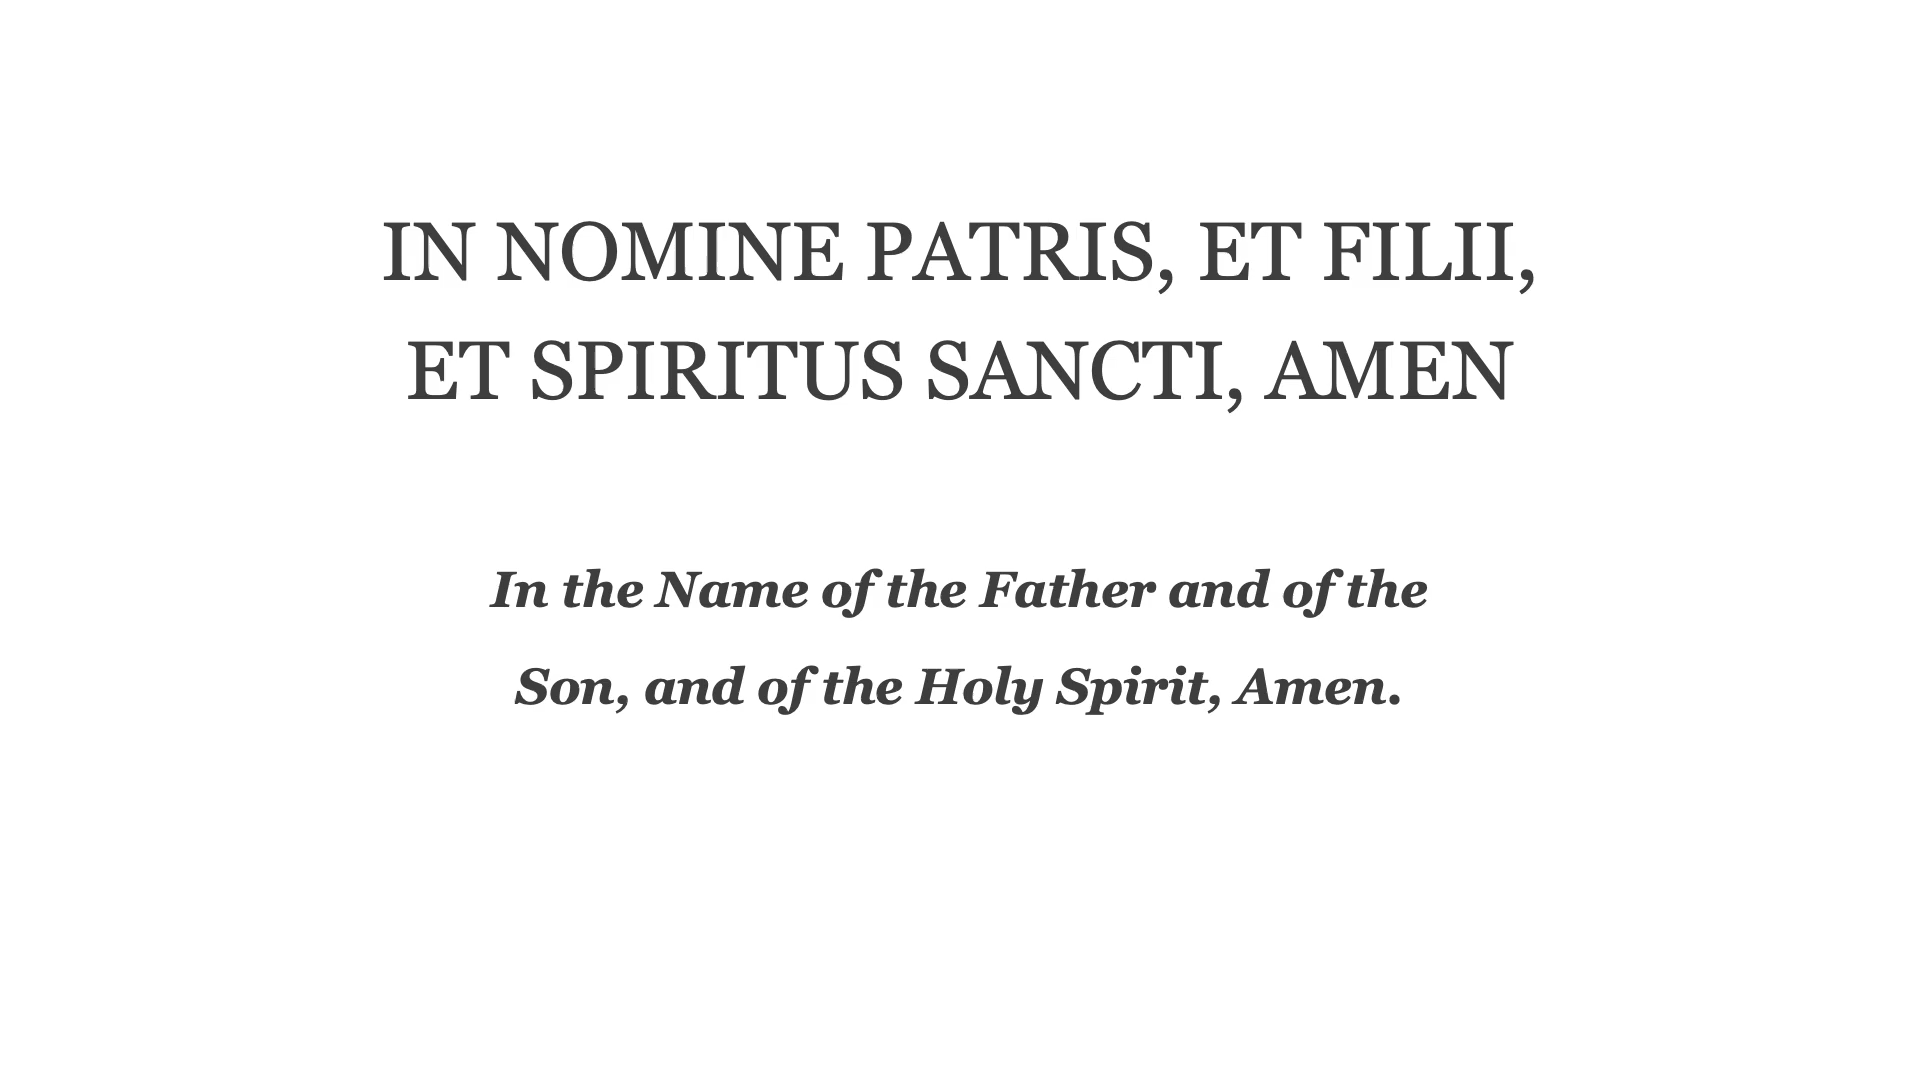 IN NOMINE PATRIS, ET FILII,
ET SPIRITUS SANCTI, AMEN
In the Name of the Father and of the
Son, and of the Holy Spirit, Amen.